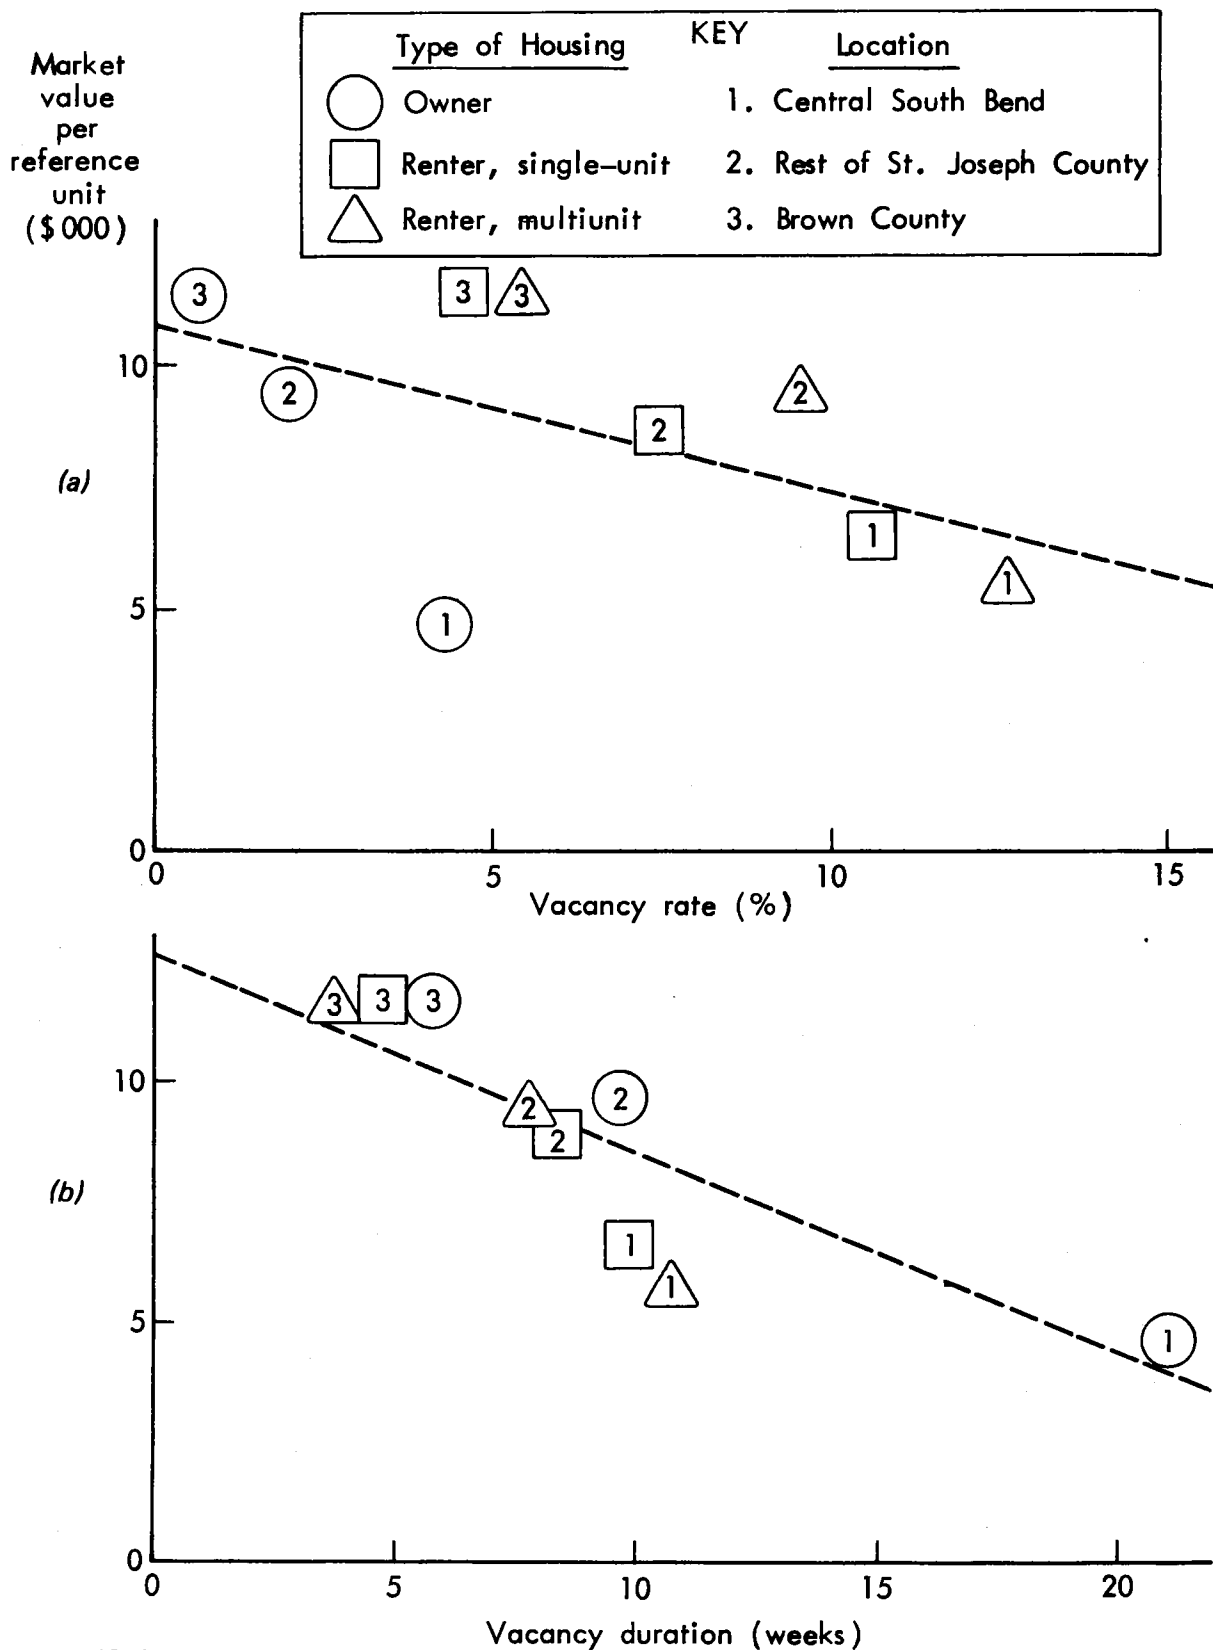 KEY
Type of Housing
Location
Owner
1. Central South Bend
Renter, single-unit
2. Rest of St. Joseph County
Renter, multiunit
3. Brown County
Market
value
per
reference
unit
($000)
3
3
3
10
2
2
2
(a)
1
5
1
1
0
0
5
10
15
Vacancy rate (%)
3
3
3
10
2
2
2
(b)
1
1
5
1
0
0
5
10
15
20
Vacancy duration (weeks)